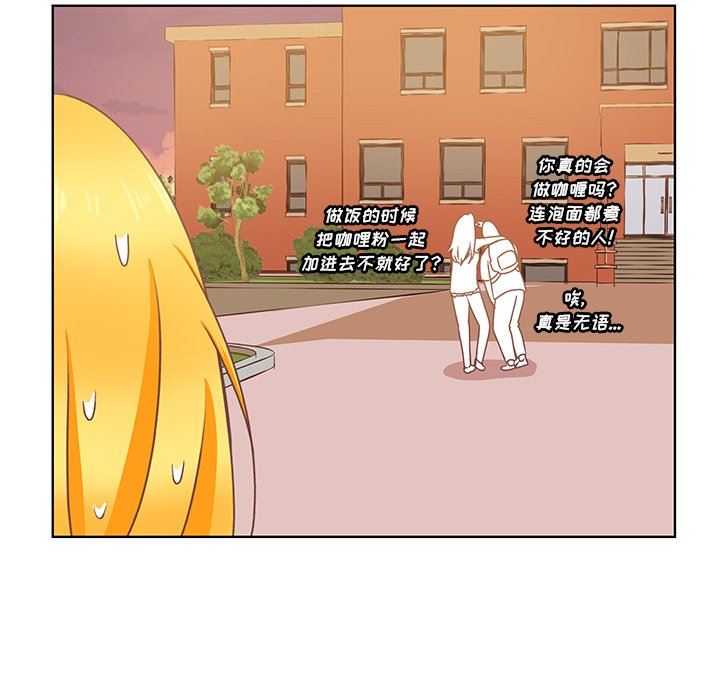 做饭的时候
把咖哩粉一起
加进去不就好了?
你真的会
做咖喱吗?
连泡面都煮
不好的人!
唉,
真是无语...